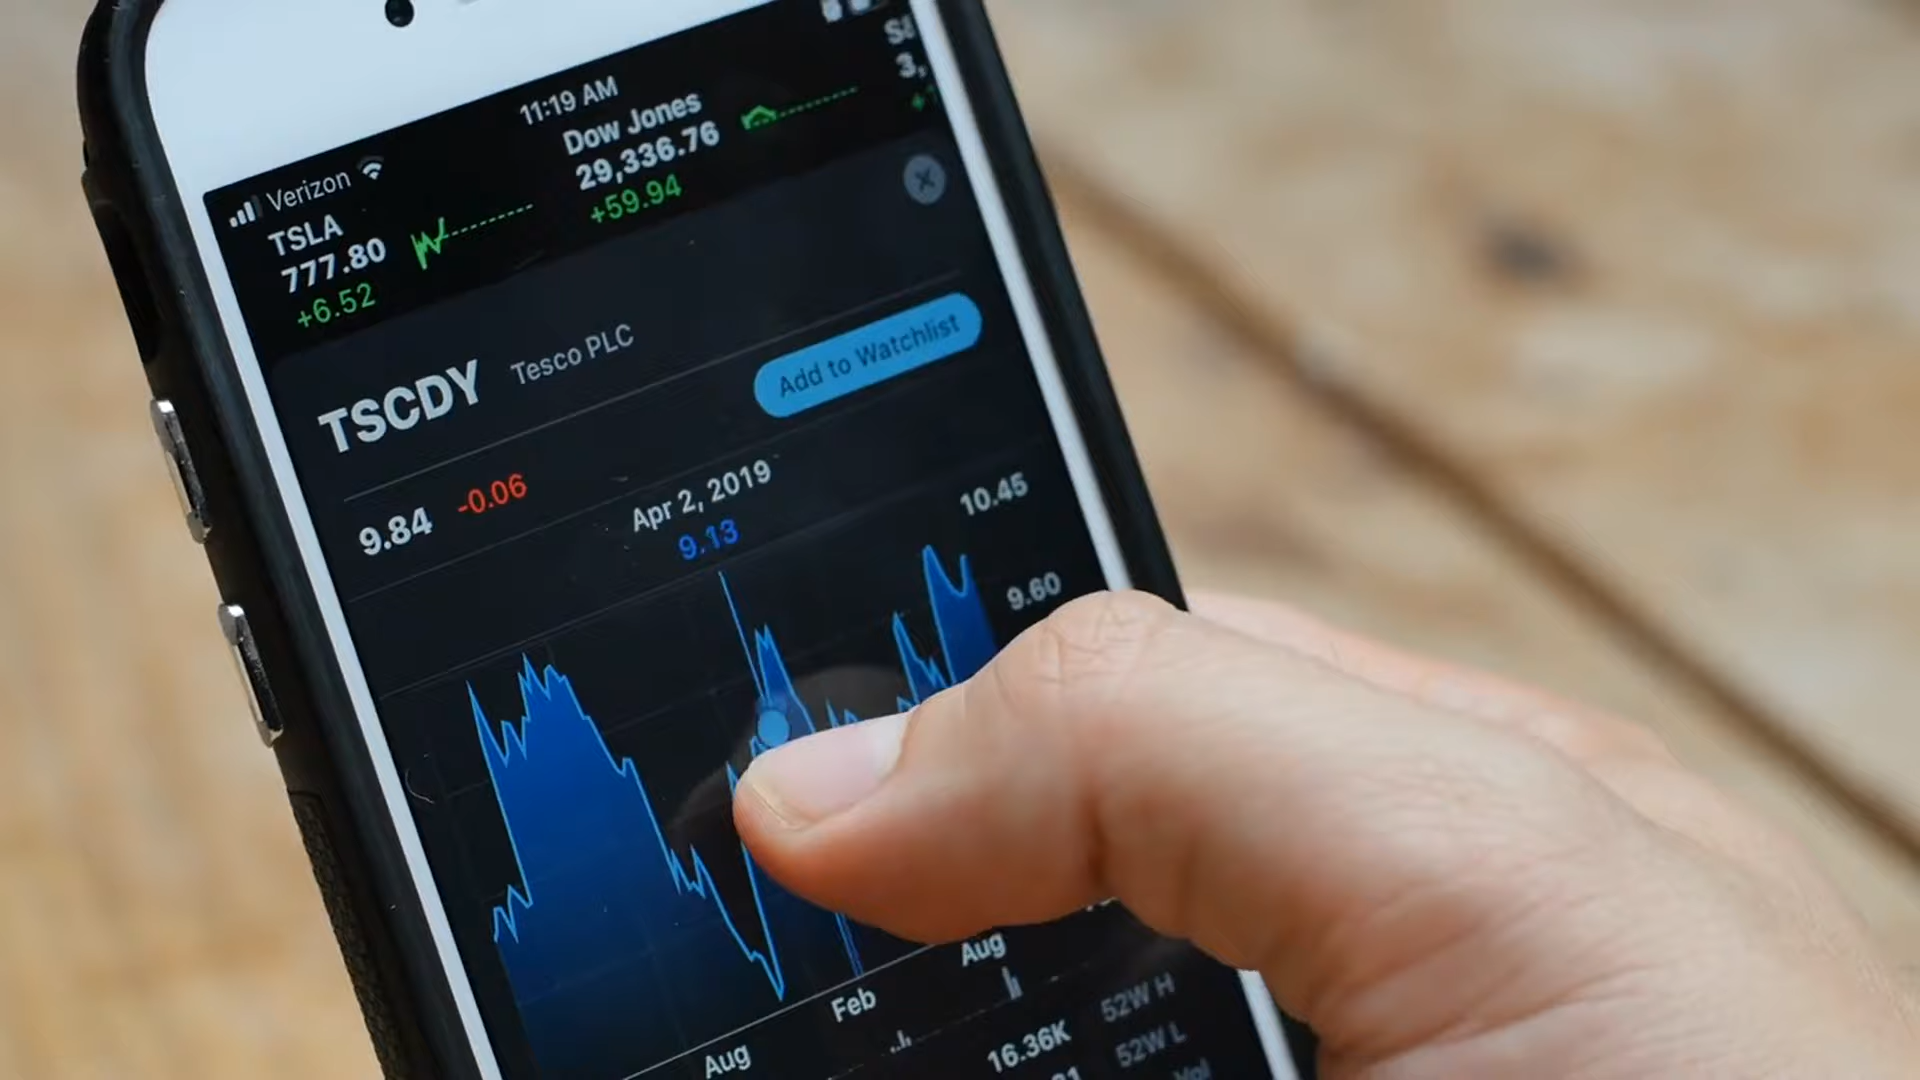 11:19 AM
Verizon
TSLA
777.80
+6.52
Dow Jones
29,336.76
+59.94
TSCDY Tesco PLC
Add to Watchlist
9.84 -0.06
Apr 2, 2019
9.13
10.45
9.60
Aug
Feb
Aug
16.36K
52W H
52W L
Vol